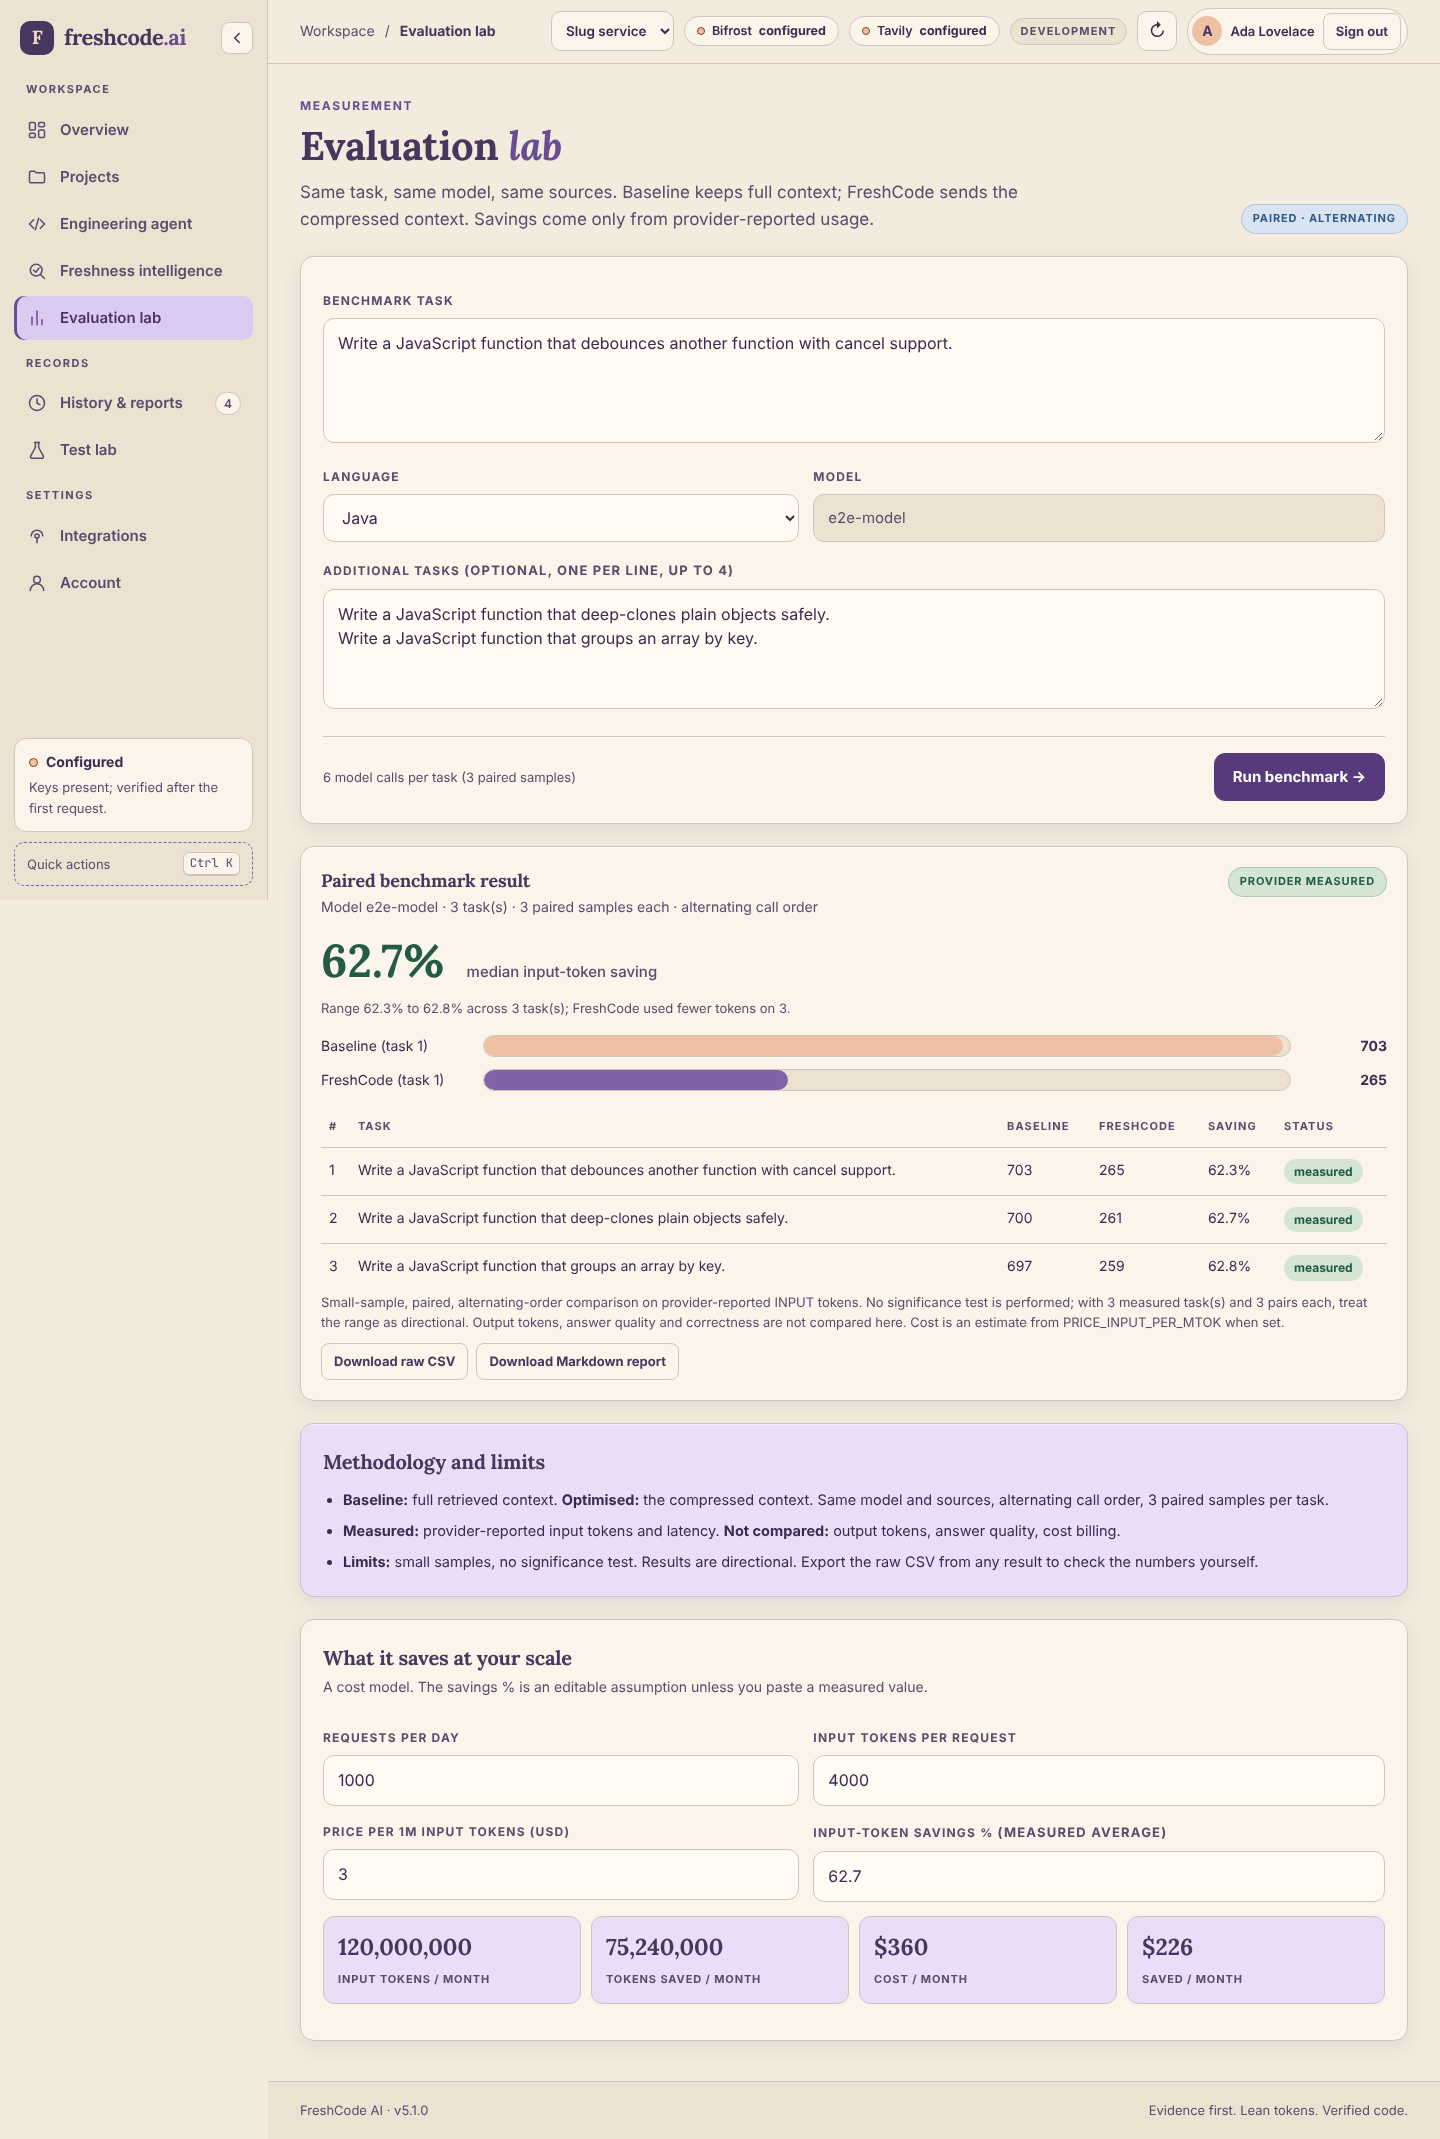 F freshcode.ai
WORKSPACE
Overview
Projects
Engineering agent
Freshness intelligence
Evaluation lab
RECORDS
History & reports 4
Test lab
SETTINGS
Integrations
Account
Configured
Keys present; verified after the
first request.
Quick actions Ctrl K
Workspace / Evaluation lab Slug service Bifrost configured Tavily configured DEVELOPMENT A Ada Lovelace Sign out
MEASUREMENT
Evaluation lab
Same task, same model, same sources. Baseline keeps full context; FreshCode sends the
compressed context. Savings come only from provider-reported usage.
PAIRED · ALTERNATING
BENCHMARK TASK
Write a JavaScript function that debounces another function with cancel support.
LANGUAGE MODEL
Java e2e-model
ADDITIONAL TASKS (OPTIONAL, ONE PER LINE, UP TO 4)
Write a JavaScript function that deep-clones plain objects safely.
Write a JavaScript function that groups an array by key.
6 model calls per task (3 paired samples) Run benchmark →
Paired benchmark result PROVIDER MEASURED
Model e2e-model · 3 task(s) · 3 paired samples each · alternating call order
62.7% median input-token saving
Range 62.3% to 62.8% across 3 task(s); FreshCode used fewer tokens on 3.
Baseline (task 1) 703
FreshCode (task 1) 265
# TASK BASELINE FRESHCODE SAVING STATUS
1 Write a JavaScript function that debounces another function with cancel support. 703 265 62.3% measured
2 Write a JavaScript function that deep-clones plain objects safely. 700 261 62.7% measured
3 Write a JavaScript function that groups an array by key. 697 259 62.8% measured
Small-sample, paired, alternating-order comparison on provider-reported INPUT tokens. No significance test is performed; with 3 measured task(s) and 3 pairs each, treat
the range as directional. Output tokens, answer quality and correctness are not compared here. Cost is an estimate from PRICE_INPUT_PER_MTOK when set.
Download raw CSV Download Markdown report
Methodology and limits
• Baseline: full retrieved context. Optimised: the compressed context. Same model and sources, alternating call order, 3 paired samples per task.
• Measured: provider-reported input tokens and latency. Not compared: output tokens, answer quality, cost billing.
• Limits: small samples, no significance test. Results are directional. Export the raw CSV from any result to check the numbers yourself.
What it saves at your scale
A cost model. The savings % is an editable assumption unless you paste a measured value.
REQUESTS PER DAY INPUT TOKENS PER REQUEST
1000 4000
PRICE PER 1M INPUT TOKENS (USD) INPUT-TOKEN SAVINGS % (MEASURED AVERAGE)
3 62.7
120,000,000 75,240,000 $360 $226
INPUT TOKENS / MONTH TOKENS SAVED / MONTH COST / MONTH SAVED / MONTH
FreshCode AI · v5.1.0 Evidence first. Lean tokens. Verified code.